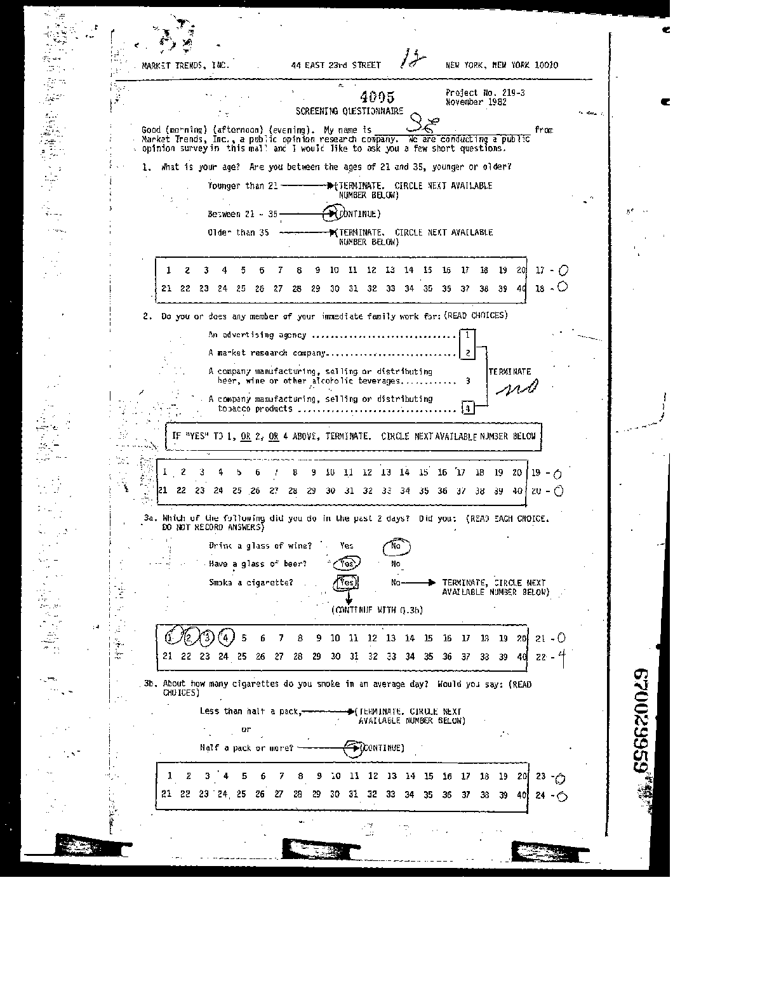 12
MARKET TRENDS, INC. 44 EAST 23rd STREET NEW YORK, NEW YORK 10010
4005 Project No. 219-3
November 1982
SCREENING QUESTIONNAIRE
Good (morning) (afternoon) (evening). My name is from
Market Trends, Inc., a public opinion research company. We are conducting a public
opinion survey in this mall and I would like to ask you a few short questions.
1. What is your age? Are you between the ages of 21 and 35, younger or older?
Younger than 21 (TERMINATE. CIRCLE NEXT AVAILABLE
NUMBER BELOW)
Between 21 - 35 (CONTINUE)
Older than 35 (TERMINATE. CIRCLE NEXT AVAILABLE
NUMBER BELOW)
1 2 3 4 5 6 7 8 9 10 11 12 13 14 15 16 17 18 19 20 17 - 0
21 22 23 24 25 26 27 28 29 30 31 32 33 34 35 36 37 38 39 40 18 - 0
2. Do you or does any member of your immediate family work for: (READ CHOICES)
An advertising agency .............................. 1
A market research company........................... 2
A company manufacturing, selling or distributing TERMINATE
beer, wine or other alcoholic beverages............ 3
no
A company manufacturing, selling or distributing
tobacco products ................................. 4
IF "YES" TO 1, OR 2, OR 4 ABOVE, TERMINATE. CIRCLE NEXT AVAILABLE NUMBER BELOW
1 2 3 4 5 6 7 8 9 10 11 12 13 14 15 16 17 18 19 20 19 - 0
21 22 23 24 25 26 27 28 29 30 31 32 33 34 35 36 37 38 39 40 20 - 0
3a. Which of the following did you do in the past 2 days? Did you: (READ EACH CHOICE.
DO NOT RECORD ANSWERS)
Drink a glass of wine? Yes No
Have a glass of beer? Yes No
Smoke a cigarette? Yes No TERMINATE, CIRCLE NEXT
AVAILABLE NUMBER BELOW)
(CONTINUE WITH Q.3b)
1 2 3 4 5 6 7 8 9 10 11 12 13 14 15 16 17 18 19 20 21 - 0
21 22 23 24 25 26 27 28 29 30 31 32 33 34 35 36 37 38 39 40 22 - 4
3b. About how many cigarettes do you smoke in an average day? Would you say: (READ
CHOICES)
Less than half a pack, (TERMINATE, CIRCLE NEXT
AVAILABLE NUMBER BELOW)
or
Half a pack or more? (CONTINUE)
1 2 3 4 5 6 7 8 9 10 11 12 13 14 15 16 17 18 19 20 23 - 0
21 22 23 24 25 26 27 28 29 30 31 32 33 34 35 36 37 38 39 40 24 - 0
670029959